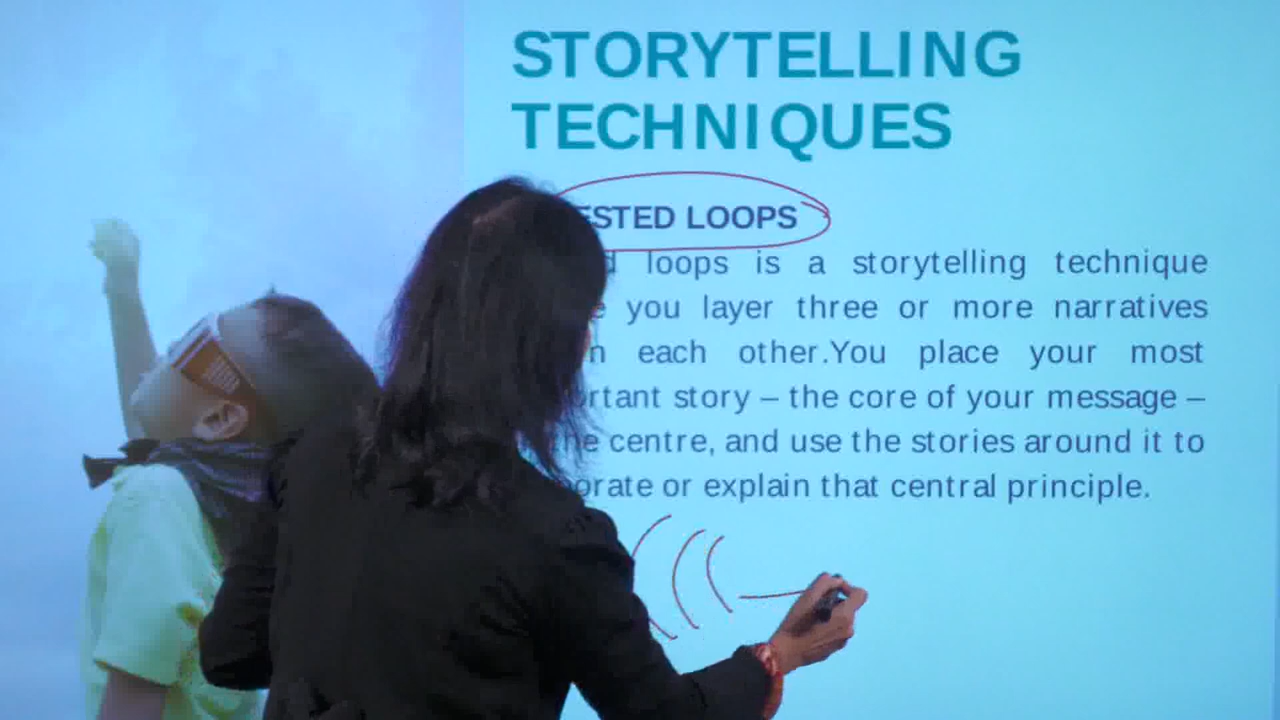 STORYTELLING
TECHNIQUES
ESTED LOOPS
d loops is a storytelling technique
e you layer three or more narratives
n each other.You place your most
rtant story – the core of your message –
the centre, and use the stories around it to
orate or explain that central principle.